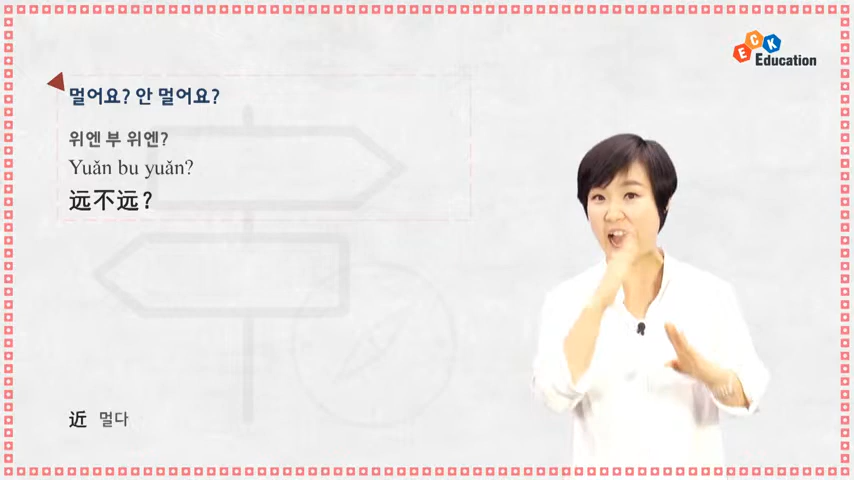 ECK
Education
멀어요? 안 멀어요?
위엔 부 위엔?
Yuǎn bu yuǎn?
远不远?
近 멀다